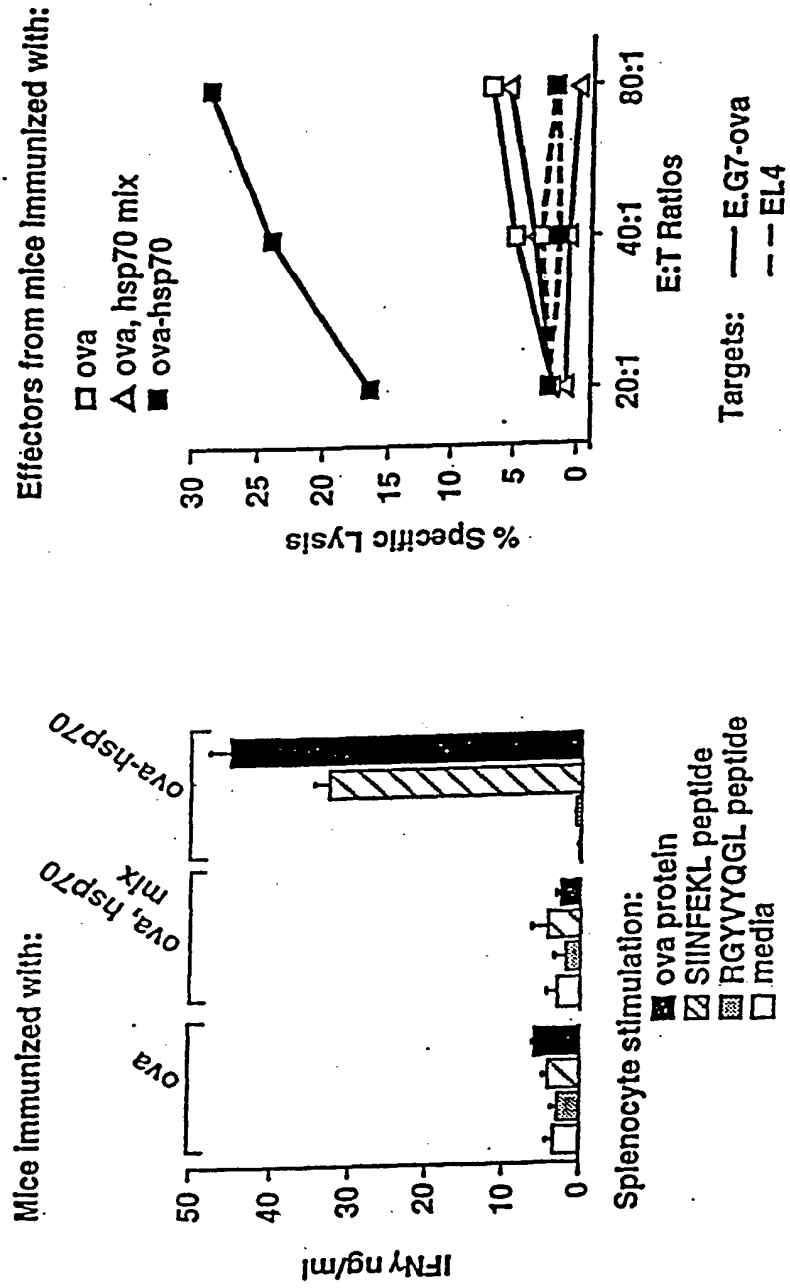 Mice immunized with:
ova
ova, hsp70
mix
ova-hsp70
50
40
30
20
10
0
IFNγ ng/ml
Splenocyte stimulation:
ova protein
SIINFEKL peptide
RGYVYQGL peptide
media
Effectors from mice immunized with:
ova
ova, hsp70 mix
ova-hsp70
30
25
20
15
10
5
0
% Specific Lysis
20:1
40:1
80:1
E:T Ratios
Targets:
E.G7-ova
EL4